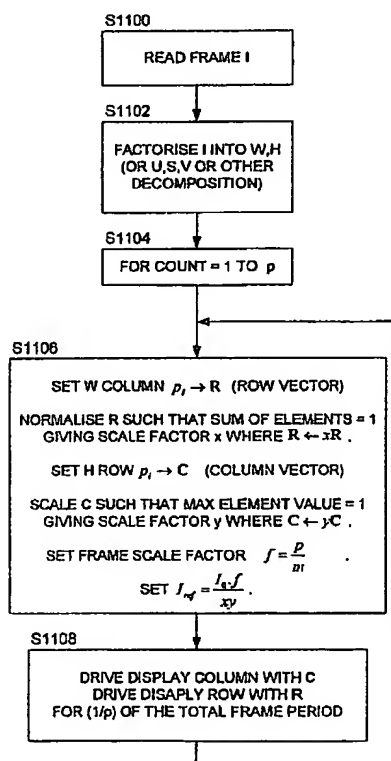 S1100
READ FRAME I
S1102
FACTORISE I INTO W,H
(OR U,S,V OR OTHER
DECOMPOSITION)
S1104
FOR COUNT = 1 TO p
S1106
SET W COLUMN pᵢ → R (ROW VECTOR)
NORMALISE R SUCH THAT SUM OF ELEMENTS = 1
GIVING SCALE FACTOR x WHERE R ← xR .
SET H ROW pᵢ → C (COLUMN VECTOR)
SCALE C SUCH THAT MAX ELEMENT VALUE = 1
GIVING SCALE FACTOR y WHERE C ← yC .
SET FRAME SCALE FACTOR f = p/m .
SET I_ref = I₀.f/xy .
S1108
DRIVE DISPLAY COLUMN WITH C
DRIVE DISAPLY ROW WITH R
FOR (1/p) OF THE TOTAL FRAME PERIOD